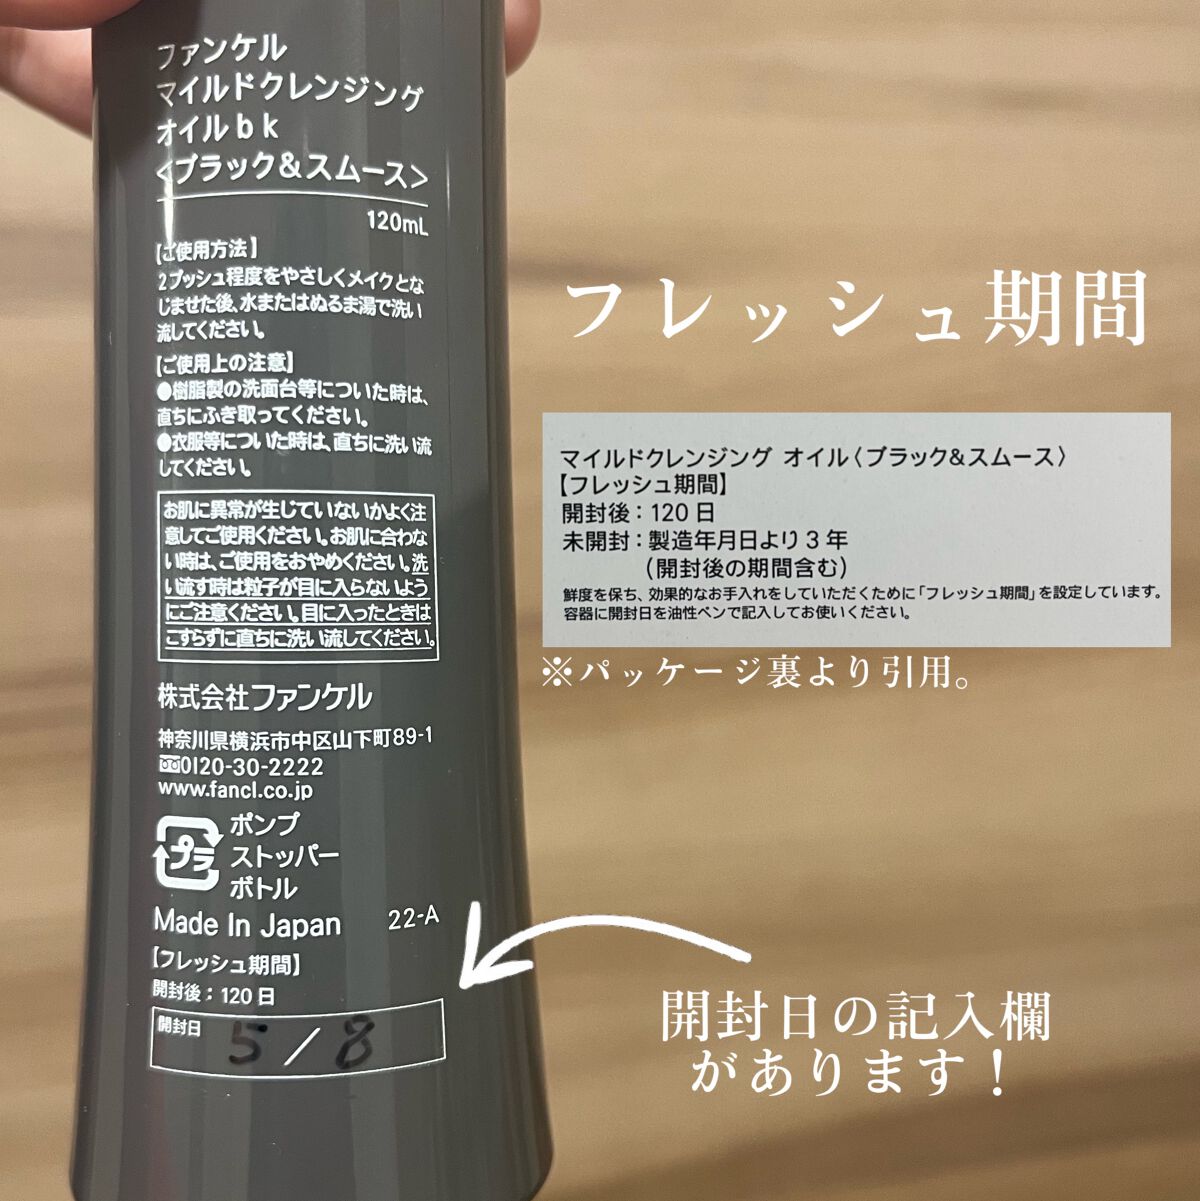 ファンケル
マイルドクレンジング
オイルbk
〈ブラック&スムース〉
120mL
【ご使用方法】
2プッシュ程度をやさしくメイクとな
じませた後、水またはぬるま湯で洗い
流してください。
【ご使用上の注意】
●樹脂製の洗面台等についた時は、
直ちにふき取ってください。
●衣服等についた時は、直ちに洗い流
してください。
お肌に異常が生じていないかよく注
意してご使用ください。お肌に合わな
い時は、ご使用をおやめください。洗
い流す時は粒子が目に入らないよう
にご注意ください。目に入ったときは
こすらずに直ちに洗い流してください。
株式会社ファンケル
神奈川県横浜市中区山下町89-1
0120-30-2222
www.fancl.co.jp
プラ
ポンプ
ストッパー
ボトル
Made In Japan 22-A
【フレッシュ期間】
開封後：120日
開封日 5/8
フレッシュ期間
マイルドクレンジング オイル〈ブラック&スムース〉
【フレッシュ期間】
開封後：120日
未開封：製造年月日より3年
（開封後の期間含む）
鮮度を保ち、効果的なお手入れをしていただくために「フレッシュ期間」を設定しています。
容器に開封日を油性ペンで記入してお使いください。
※パッケージ裏より引用。
開封日の記入欄
があります！